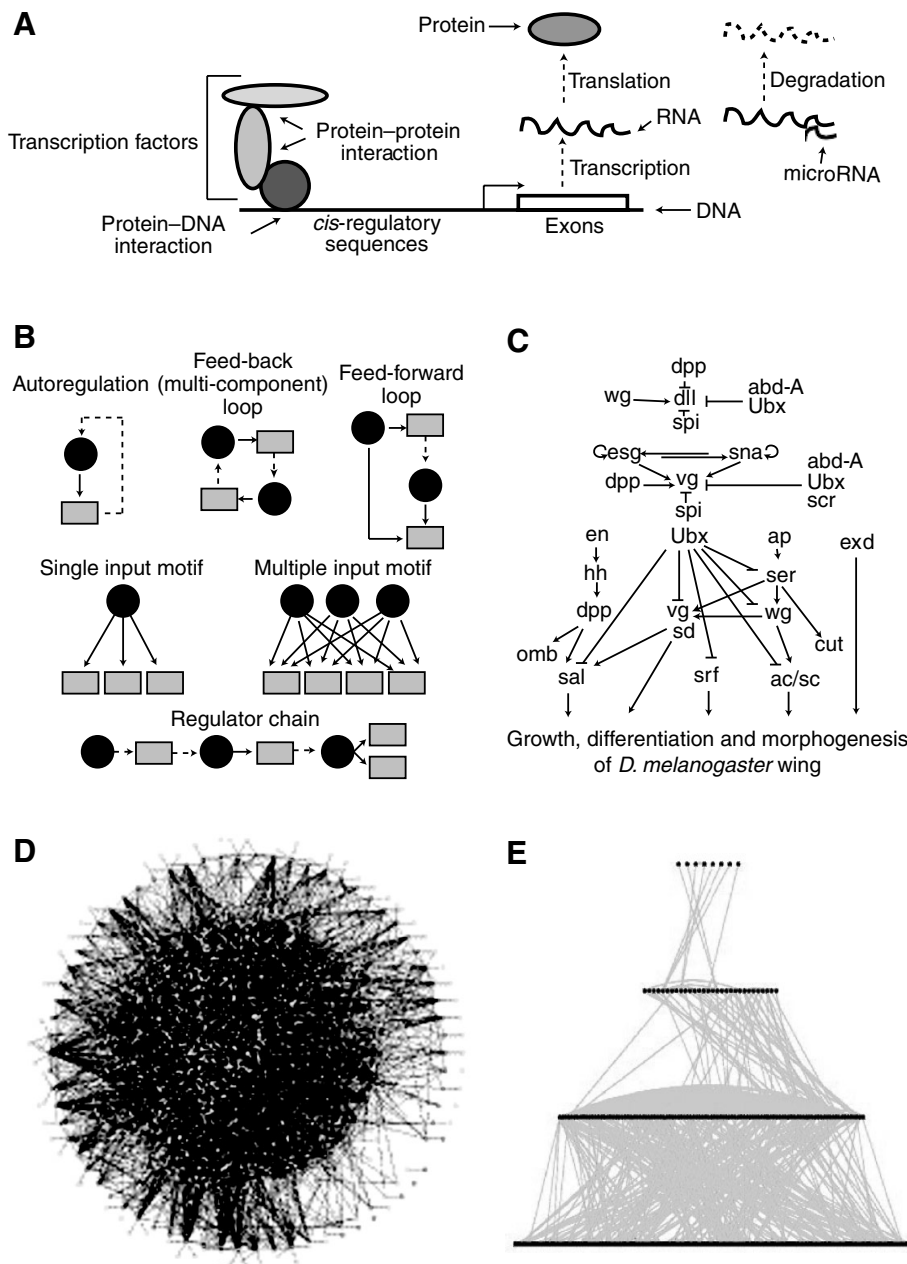 A
Protein
Translation
Degradation
Transcription factors
Protein–protein
interaction
RNA
Transcription
microRNA
Protein–DNA
interaction
cis-regulatory
sequences
Exons
DNA
B
Autoregulation
Feed-back
(multi-component)
loop
Feed-forward
loop
Single input motif
Multiple input motif
Regulator chain
C
dpp
wg
dll
abd-A
Ubx
spi
esg
sna
dpp
vg
abd-A
Ubx
scr
spi
en
Ubx
ap
exd
hh
ser
dpp
vg
wg
sd
cut
omb
sal
srf
ac/sc
Growth, differentiation and morphogenesis
of D. melanogaster wing
D
E